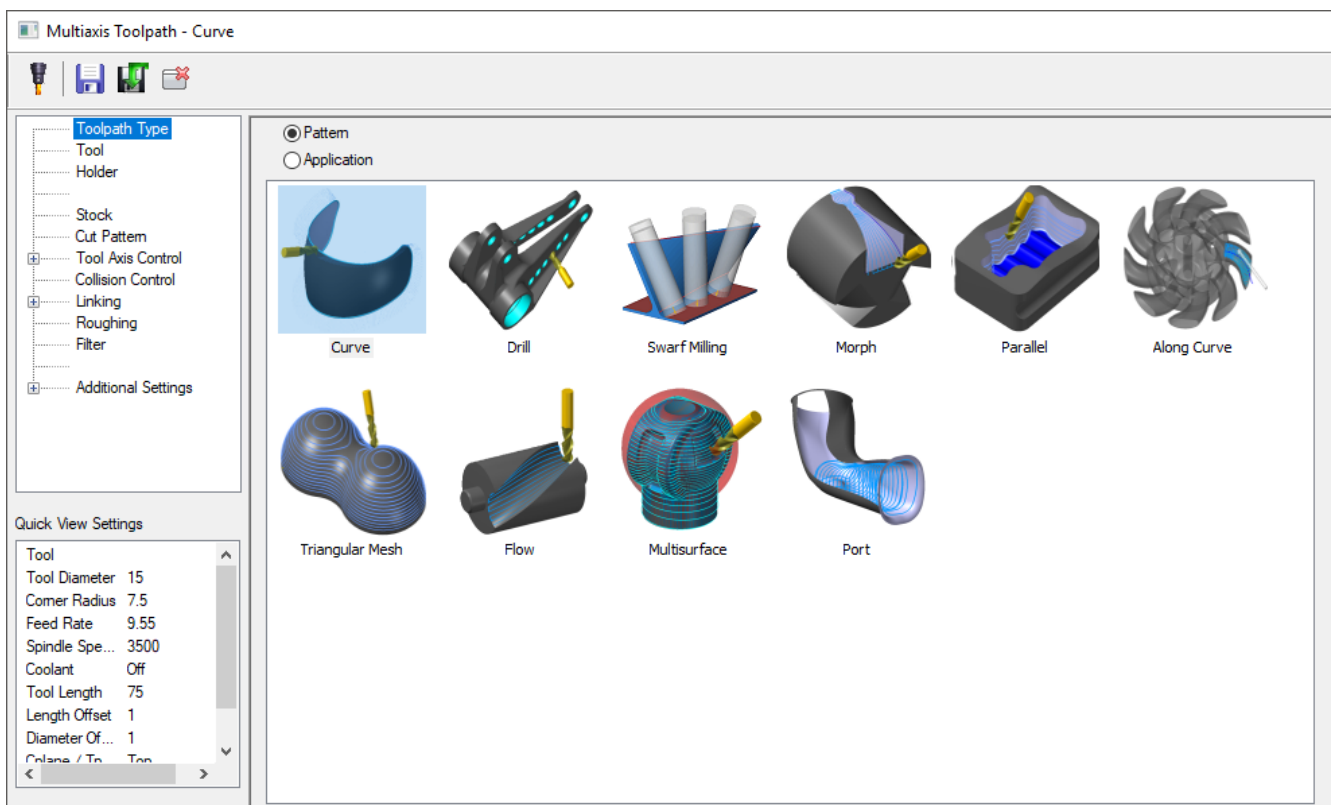 Multiaxis Toolpath - Curve
Toolpath Type
Tool
Holder
Stock
Cut Pattern
Tool Axis Control
Collision Control
Linking
Roughing
Filter
Additional Settings
Quick View Settings
Tool
Tool Diameter 15
Corner Radius 7.5
Feed Rate 9.55
Spindle Spe... 3500
Coolant Off
Tool Length 75
Length Offset 1
Diameter Of... 1
Cplane / Tp... Top
Pattern
Application
Curve Drill Swarf Milling Morph Parallel Along Curve
Triangular Mesh Flow Multisurface Port